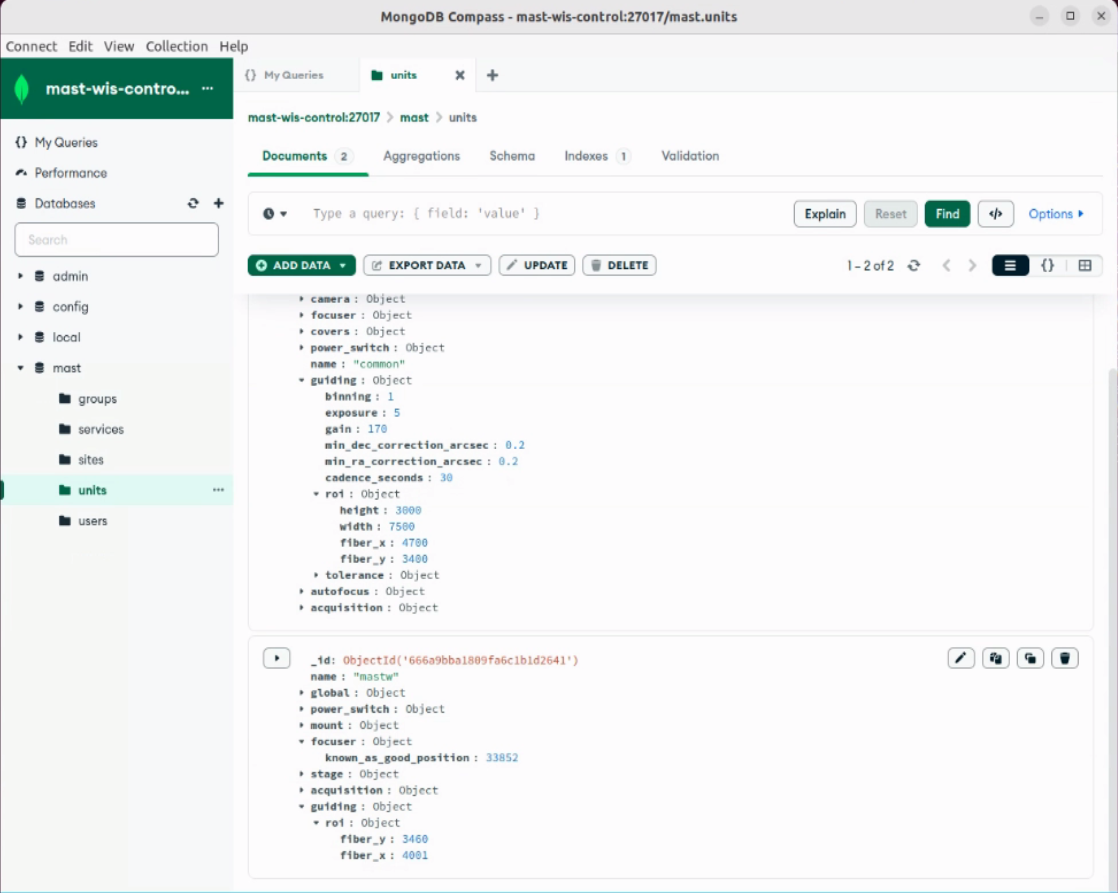 MongoDB Compass - mast-wis-control:27017/mast.units
Connect Edit View Collection Help
mast-wis-contro...
My Queries
Performance
Databases
Search
admin
config
local
mast
groups
services
sites
units
users
{} My Queries
units
mast-wis-control:27017 > mast > units
Documents 2 Aggregations Schema Indexes 1 Validation
Type a query: { field: 'value' }
Explain Reset Find </> Options
ADD DATA EXPORT DATA UPDATE DELETE
1 – 2 of 2 {}
camera : Object
focuser : Object
covers : Object
power_switch : Object
name : "common"
guiding : Object
binning : 1
exposure : 5
gain : 170
min_dec_correction_arcsec : 0.2
min_ra_correction_arcsec : 0.2
cadence_seconds : 30
roi : Object
height : 3000
width : 7500
fiber_x : 4700
fiber_y : 3400
tolerance : Object
autofocus : Object
acquisition : Object
_id: ObjectId('666a9bba1809fa6c1b1d2641')
name : "mastw"
global : Object
power_switch : Object
mount : Object
focuser : Object
known_as_good_position : 33852
stage : Object
acquisition : Object
guiding : Object
roi : Object
fiber_y : 3460
fiber_x : 4001